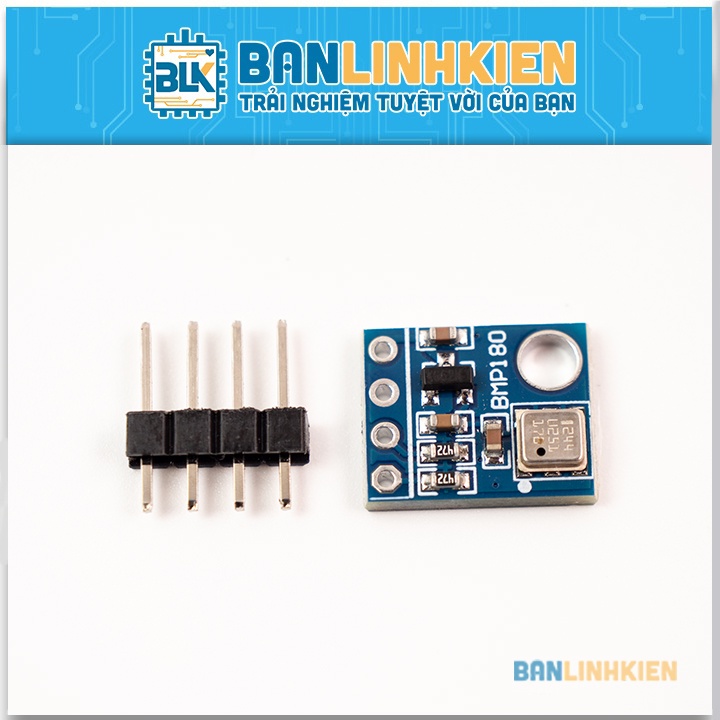 BLK
BANLINHKIEN
TRẢI NGHIỆM TUYỆT VỜI CỦA BẠN
BMP180
472
472
BANLINHKIEN